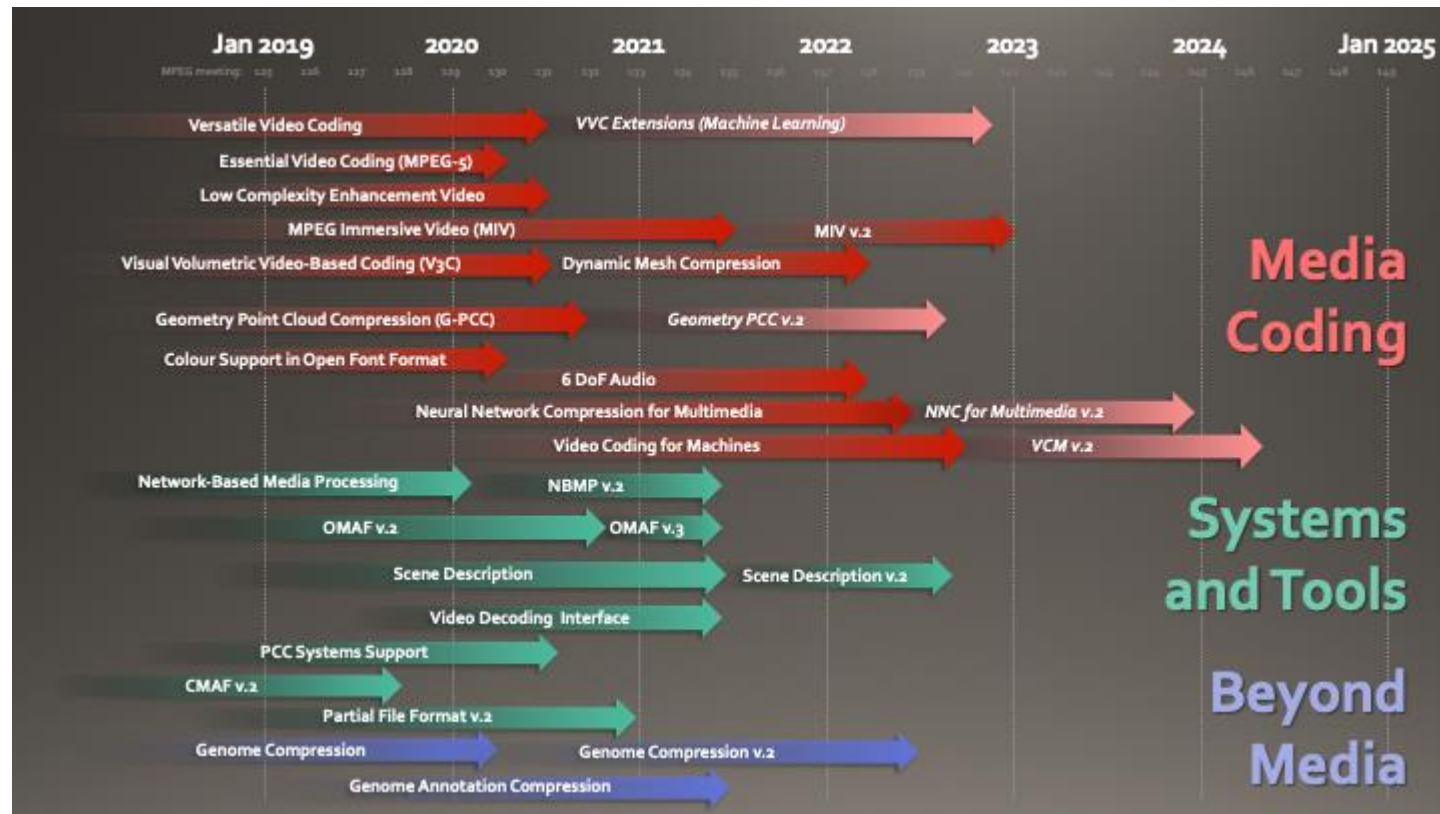 Jan 2019 2020 2021 2022 2023 2024 Jan 2025
MPEG meeting:
Versatile Video Coding VVC Extensions (Machine Learning)
Essential Video Coding (MPEG-5)
Low Complexity Enhancement Video
MPEG Immersive Video (MIV) MIV v.2
Visual Volumetric Video-Based Coding (V3C) Dynamic Mesh Compression
Geometry Point Cloud Compression (G-PCC) Geometry PCC v.2
Colour Support in Open Font Format
6 DoF Audio
Neural Network Compression for Multimedia NNC for Multimedia v.2
Video Coding for Machines VCM v.2
Media
Coding
Network-Based Media Processing NBMP v.2
OMAF v.2 OMAF v.3
Scene Description Scene Description v.2
Video Decoding Interface
PCC Systems Support
CMAF v.2
Partial File Format v.2
Systems
and Tools
Genome Compression Genome Compression v.2
Genome Annotation Compression
Beyond
Media